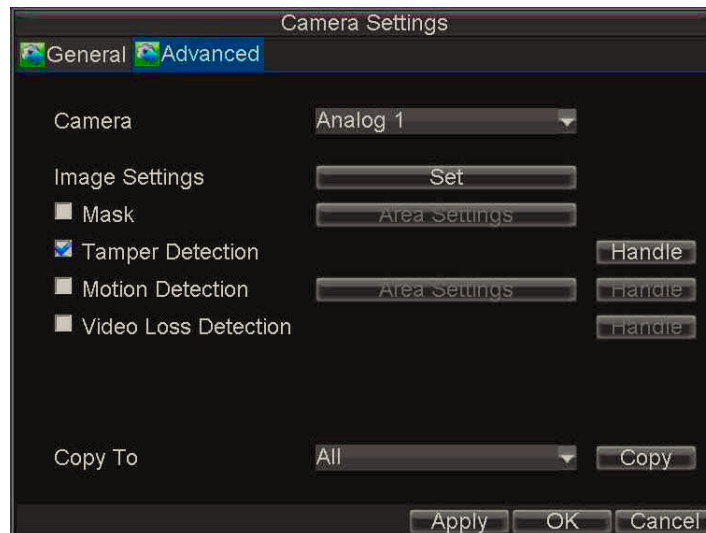 Camera Settings
General Advanced
Camera Analog 1
Image Settings Set
Mask Area Settings
Tamper Detection Handle
Motion Detection Area Settings Handle
Video Loss Detection Handle
Copy To All Copy
Apply OK Cancel